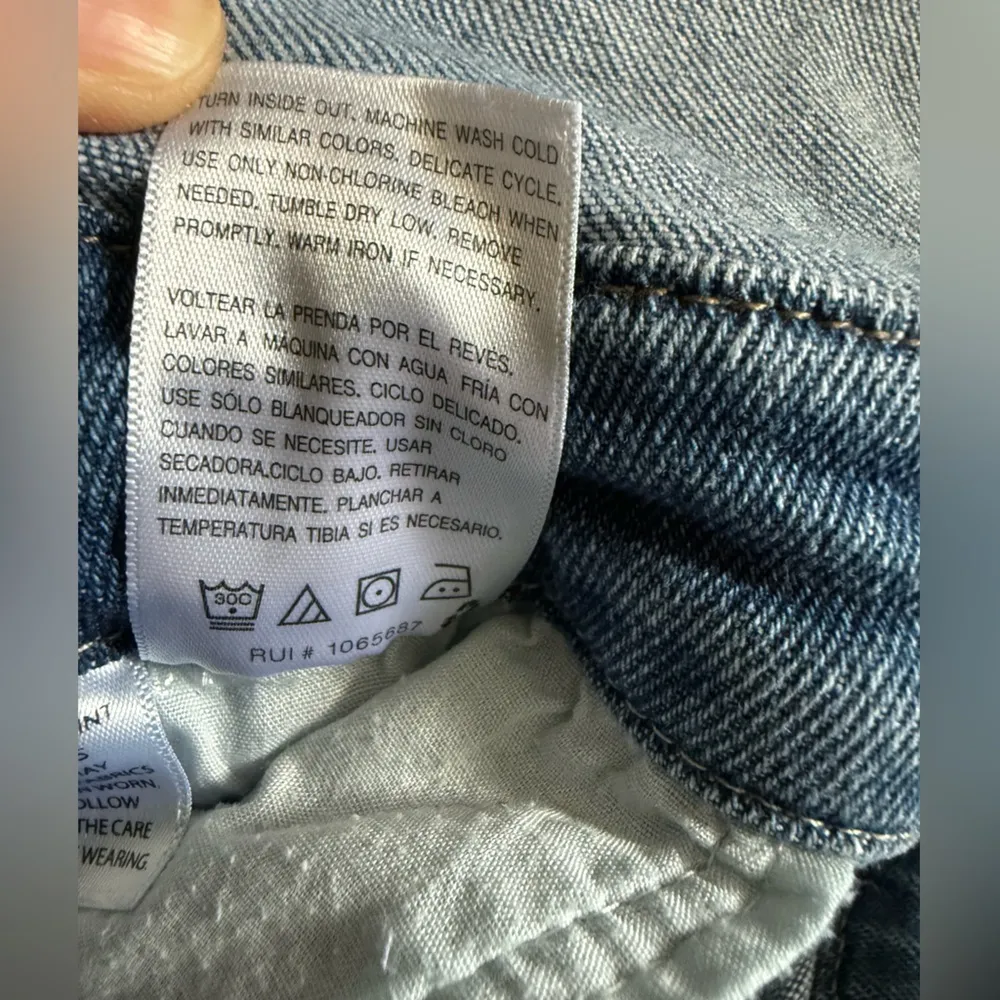 TURN INSIDE OUT. MACHINE WASH COLD
WITH SIMILAR COLORS. DELICATE CYCLE.
USE ONLY NON-CHLORINE BLEACH WHEN
NEEDED. TUMBLE DRY LOW. REMOVE
PROMPTLY. WARM IRON IF NECESSARY.
VOLTEAR LA PRENDA POR EL REVES.
LAVAR A MAQUINA CON AGUA FRÍA CON
COLORES SIMILARES. CICLO DELICADO.
USE SÓLO BLANQUEADOR SIN CLORO
CUANDO SE NECESITE. USAR
SECADORA.CICLO BAJO. RETIRAR
INMEDIATAMENTE. PLANCHAR A
TEMPERATURA TIBIA SI ES NECESARIO.
30C
RUI # 1065687
WORN
THE CARE
WEARING.